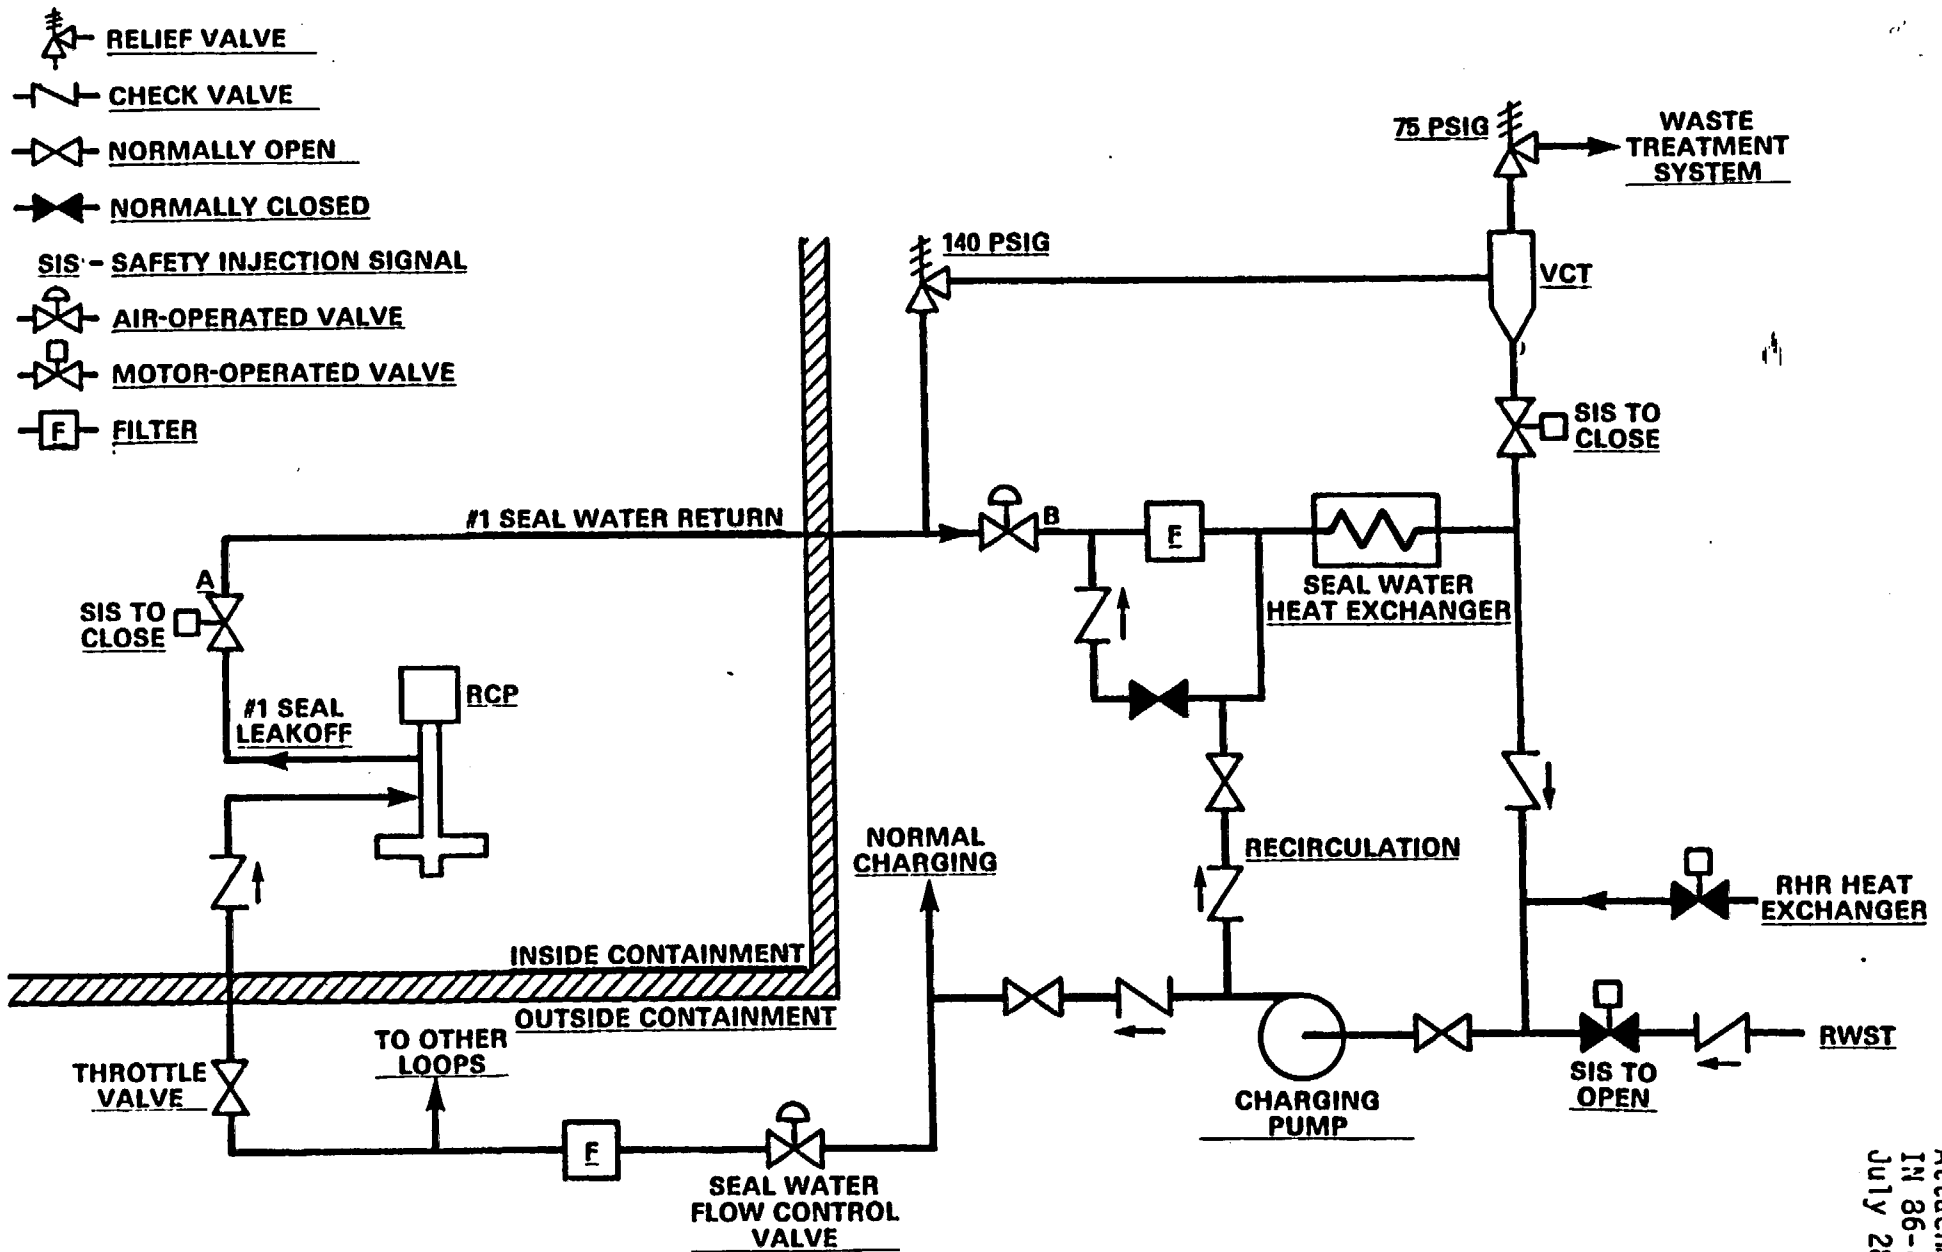 RELIEF VALVE
CHECK VALVE
NORMALLY OPEN
NORMALLY CLOSED
SIS - SAFETY INJECTION SIGNAL
AIR-OPERATED VALVE
MOTOR-OPERATED VALVE
F FILTER
75 PSIG
WASTE
TREATMENT
SYSTEM
140 PSIG
VCT
SIS TO
CLOSE
#1 SEAL WATER RETURN
B
F
SEAL WATER
HEAT EXCHANGER
A
SIS TO
CLOSE
RCP
#1 SEAL
LEAKOFF
NORMAL
CHARGING
RECIRCULATION
RHR HEAT
EXCHANGER
INSIDE CONTAINMENT
OUTSIDE CONTAINMENT
TO OTHER
LOOPS
THROTTLE
VALVE
F
SEAL WATER
FLOW CONTROL
VALVE
CHARGING
PUMP
SIS TO
OPEN
RWST
IN 86-
July 2